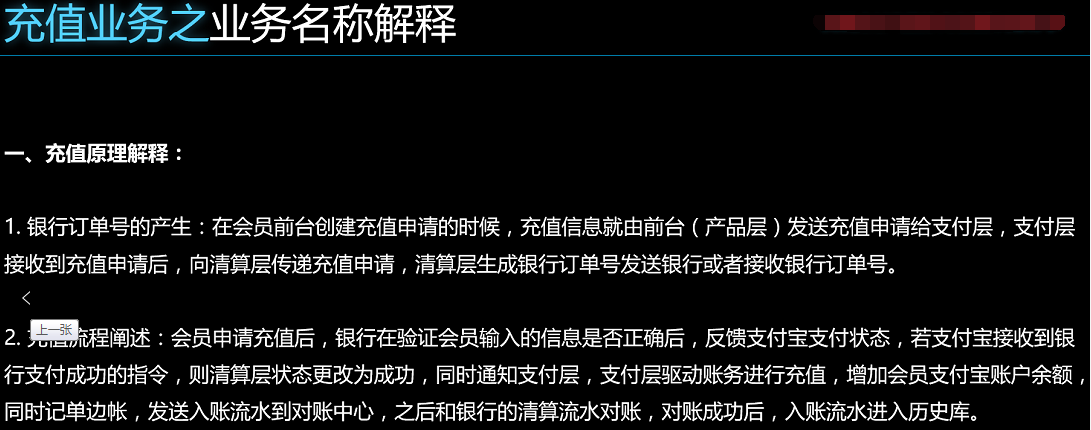 充值业务之业务名称解释
一、充值原理解释：
1. 银行订单号的产生：在会员前台创建充值申请的时候，充值信息就由前台（产品层）发送充值申请给支付层，支付层
接收到充值申请后，向清算层传递充值申请，清算层生成银行订单号发送银行或者接收银行订单号。
上一张
2. 充值流程阐述：会员申请充值后，银行在验证会员输入的信息是否正确后，反馈支付宝支付状态，若支付宝接收到银
行支付成功的指令，则清算层状态更改为成功，同时通知支付层，支付层驱动账务进行充值，增加会员支付宝账户余额，
同时记单边帐，发送入账流水到对账中心，之后和银行的清算流水对账，对账成功后，入账流水进入历史库。